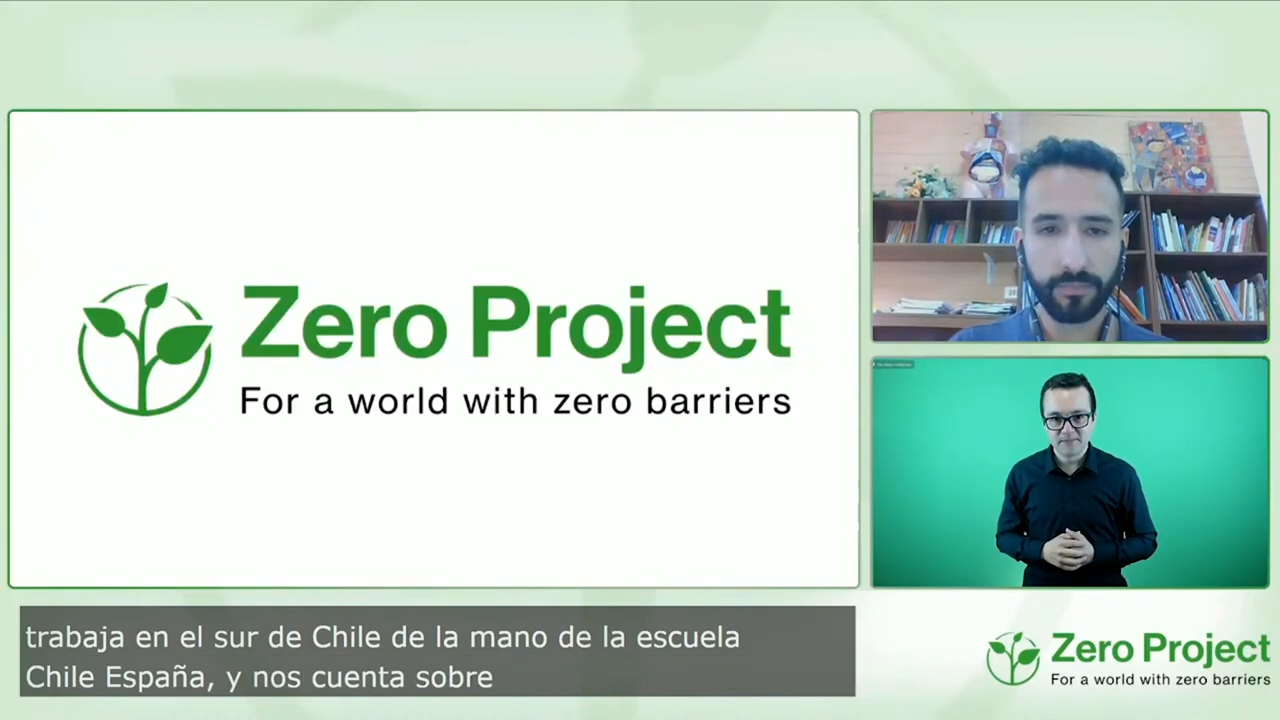 Zero Project
For a world with zero barriers
trabaja en el sur de Chile de la mano de la escuela
Chile España, y nos cuenta sobre
Zero Project
For a world with zero barriers